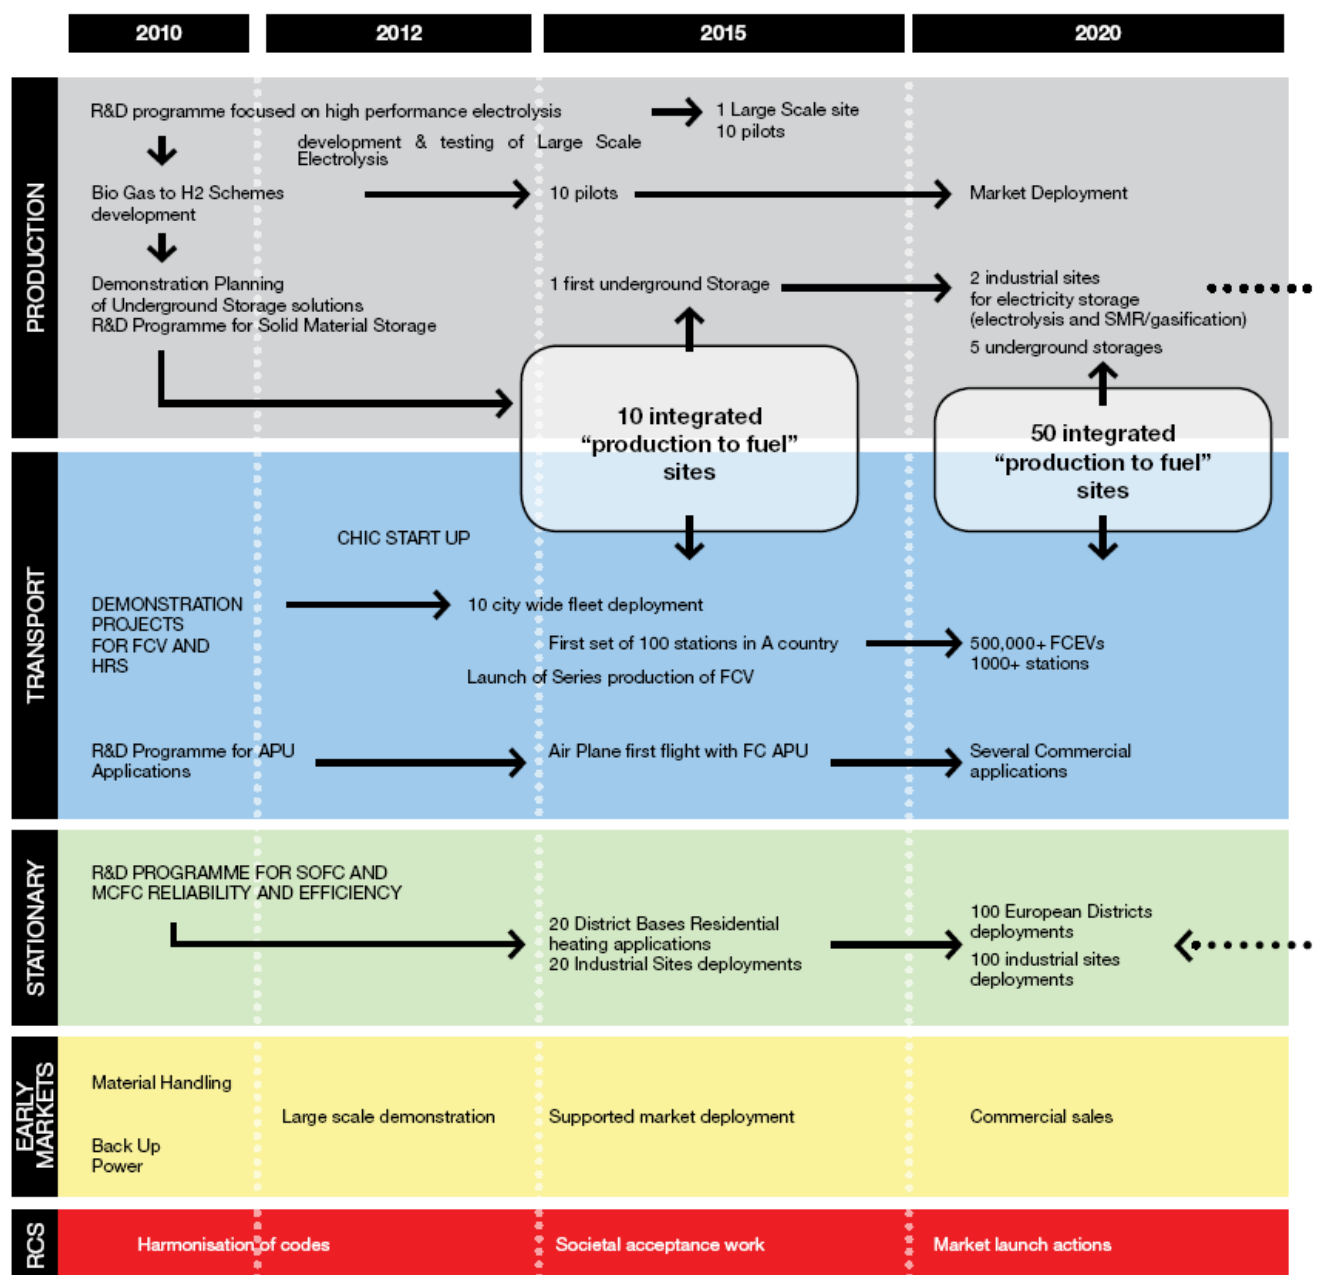 2010
2012
2015
2020
PRODUCTION
R&D programme focused on high performance electrolysis
1 Large Scale site
10 pilots
development & testing of Large Scale
Electrolysis
Bio Gas to H2 Schemes
development
10 pilots
Market Deployment
Demonstration Planning
of Underground Storage solutions
R&D Programme for Solid Material Storage
1 first underground Storage
2 industrial sites
for electricity storage
(electrolysis and SMR/gasification)
5 underground storages
10 integrated
“production to fuel”
sites
50 integrated
“production to fuel”
sites
TRANSPORT
CHIC START UP
DEMONSTRATION
PROJECTS
FOR FCV AND
HRS
10 city wide fleet deployment
First set of 100 stations in A country
500,000+ FCEVs
1000+ stations
Launch of Series production of FCV
R&D Programme for APU
Applications
Air Plane first flight with FC APU
Several Commercial
applications
STATIONARY
R&D PROGRAMME FOR SOFC AND
MCFC RELIABILITY AND EFFICIENCY
20 District Bases Residential
heating applications
20 Industrial Sites deployments
100 European Districts
deployments
100 industrial sites
deployments
EARLY
MARKETS
Material Handling
Back Up
Power
Large scale demonstration
Supported market deployment
Commercial sales
RCS
Harmonisation of codes
Societal acceptance work
Market launch actions